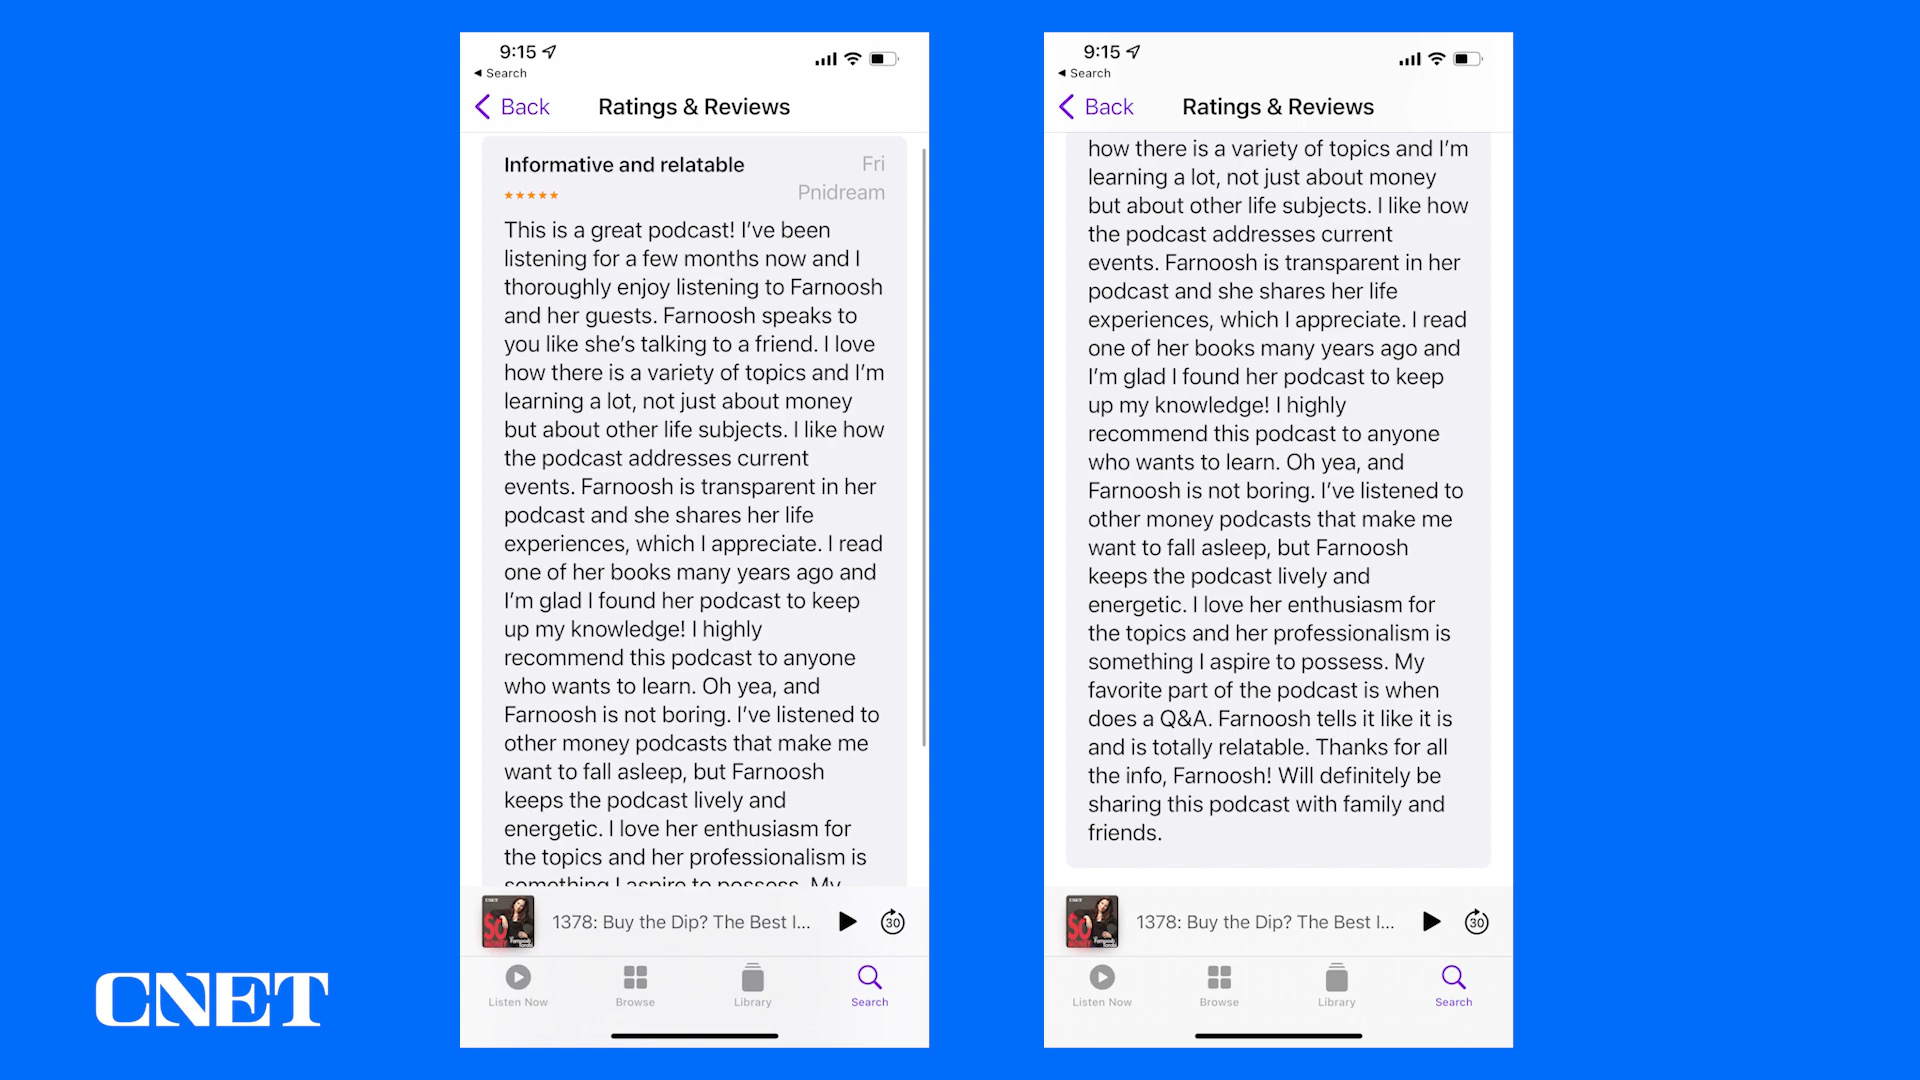 9:15
Search
Back
Ratings & Reviews
Informative and relatable
Fri
Pnidream
This is a great podcast! I’ve been
listening for a few months now and I
thoroughly enjoy listening to Farnoosh
and her guests. Farnoosh speaks to
you like she’s talking to a friend. I love
how there is a variety of topics and I’m
learning a lot, not just about money
but about other life subjects. I like how
the podcast addresses current
events. Farnoosh is transparent in her
podcast and she shares her life
experiences, which I appreciate. I read
one of her books many years ago and
I’m glad I found her podcast to keep
up my knowledge! I highly
recommend this podcast to anyone
who wants to learn. Oh yea, and
Farnoosh is not boring. I’ve listened to
other money podcasts that make me
want to fall asleep, but Farnoosh
keeps the podcast lively and
energetic. I love her enthusiasm for
the topics and her professionalism is
something I aspire to possess. My
CNET
SO
MONEY
Farnoosh
Torabi
1378: Buy the Dip? The Best I...
30
Listen Now
Browse
Library
Search
9:15
Search
Back
Ratings & Reviews
how there is a variety of topics and I’m
learning a lot, not just about money
but about other life subjects. I like how
the podcast addresses current
events. Farnoosh is transparent in her
podcast and she shares her life
experiences, which I appreciate. I read
one of her books many years ago and
I’m glad I found her podcast to keep
up my knowledge! I highly
recommend this podcast to anyone
who wants to learn. Oh yea, and
Farnoosh is not boring. I’ve listened to
other money podcasts that make me
want to fall asleep, but Farnoosh
keeps the podcast lively and
energetic. I love her enthusiasm for
the topics and her professionalism is
something I aspire to possess. My
favorite part of the podcast is when
does a Q&A. Farnoosh tells it like it is
and is totally relatable. Thanks for all
the info, Farnoosh! Will definitely be
sharing this podcast with family and
friends.
CNET
SO
MONEY
Farnoosh
Torabi
1378: Buy the Dip? The Best I...
30
Listen Now
Browse
Library
Search
CNET